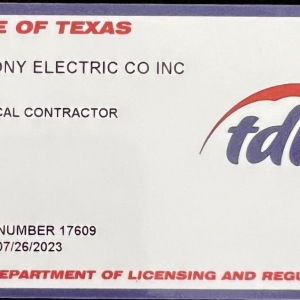 E OF TEXAS
ONY ELECTRIC CO INC
CAL CONTRACTOR
tdl
NUMBER 17609
07/26/2023
DEPARTMENT OF LICENSING AND REGU